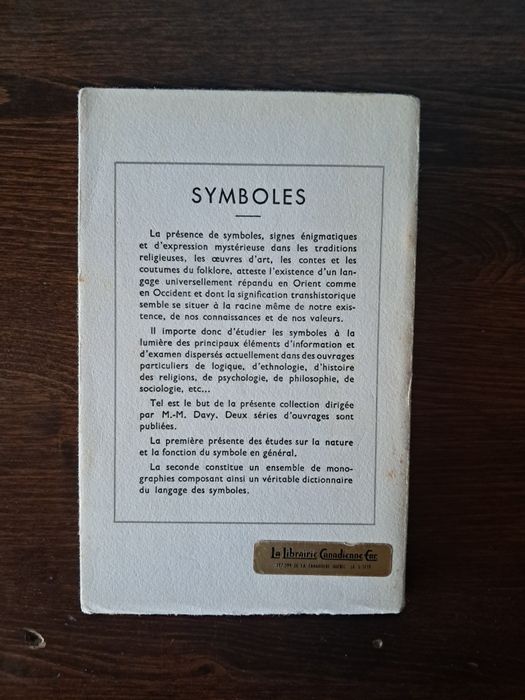 SYMBOLES
La présence de symboles, signes énigmatiques
et d'expression mystérieuse dans les traditions
religieuses, les œuvres d'art, les contes et les
coutumes du folklore, atteste l'existence d'un lan-
gage universellement répandu en Orient comme
en Occident et dont la signification transhistorique
semble se situer à la racine même de notre exis-
tence, de nos connaissances et de nos valeurs.
Il importe donc d'étudier les symboles à la
lumière des principaux éléments d'information et
d'examen dispersés actuellement dans des ouvrages
particuliers de logique, d'ethnologie, d'histoire
des religions, de psychologie, de philosophie, de
sociologie, etc...
Tel est le but de la présente collection dirigée
par M.-M. Davy. Deux séries d'ouvrages sont
publiées.
La première présente des études sur la nature
et la fonction du symbole en général.
La seconde constitue un ensemble de mono-
graphies composant ainsi un véritable dictionnaire
du langage des symboles.
La Librairie Canadienne Enr
DE LA CANARDIERE QUEBEC